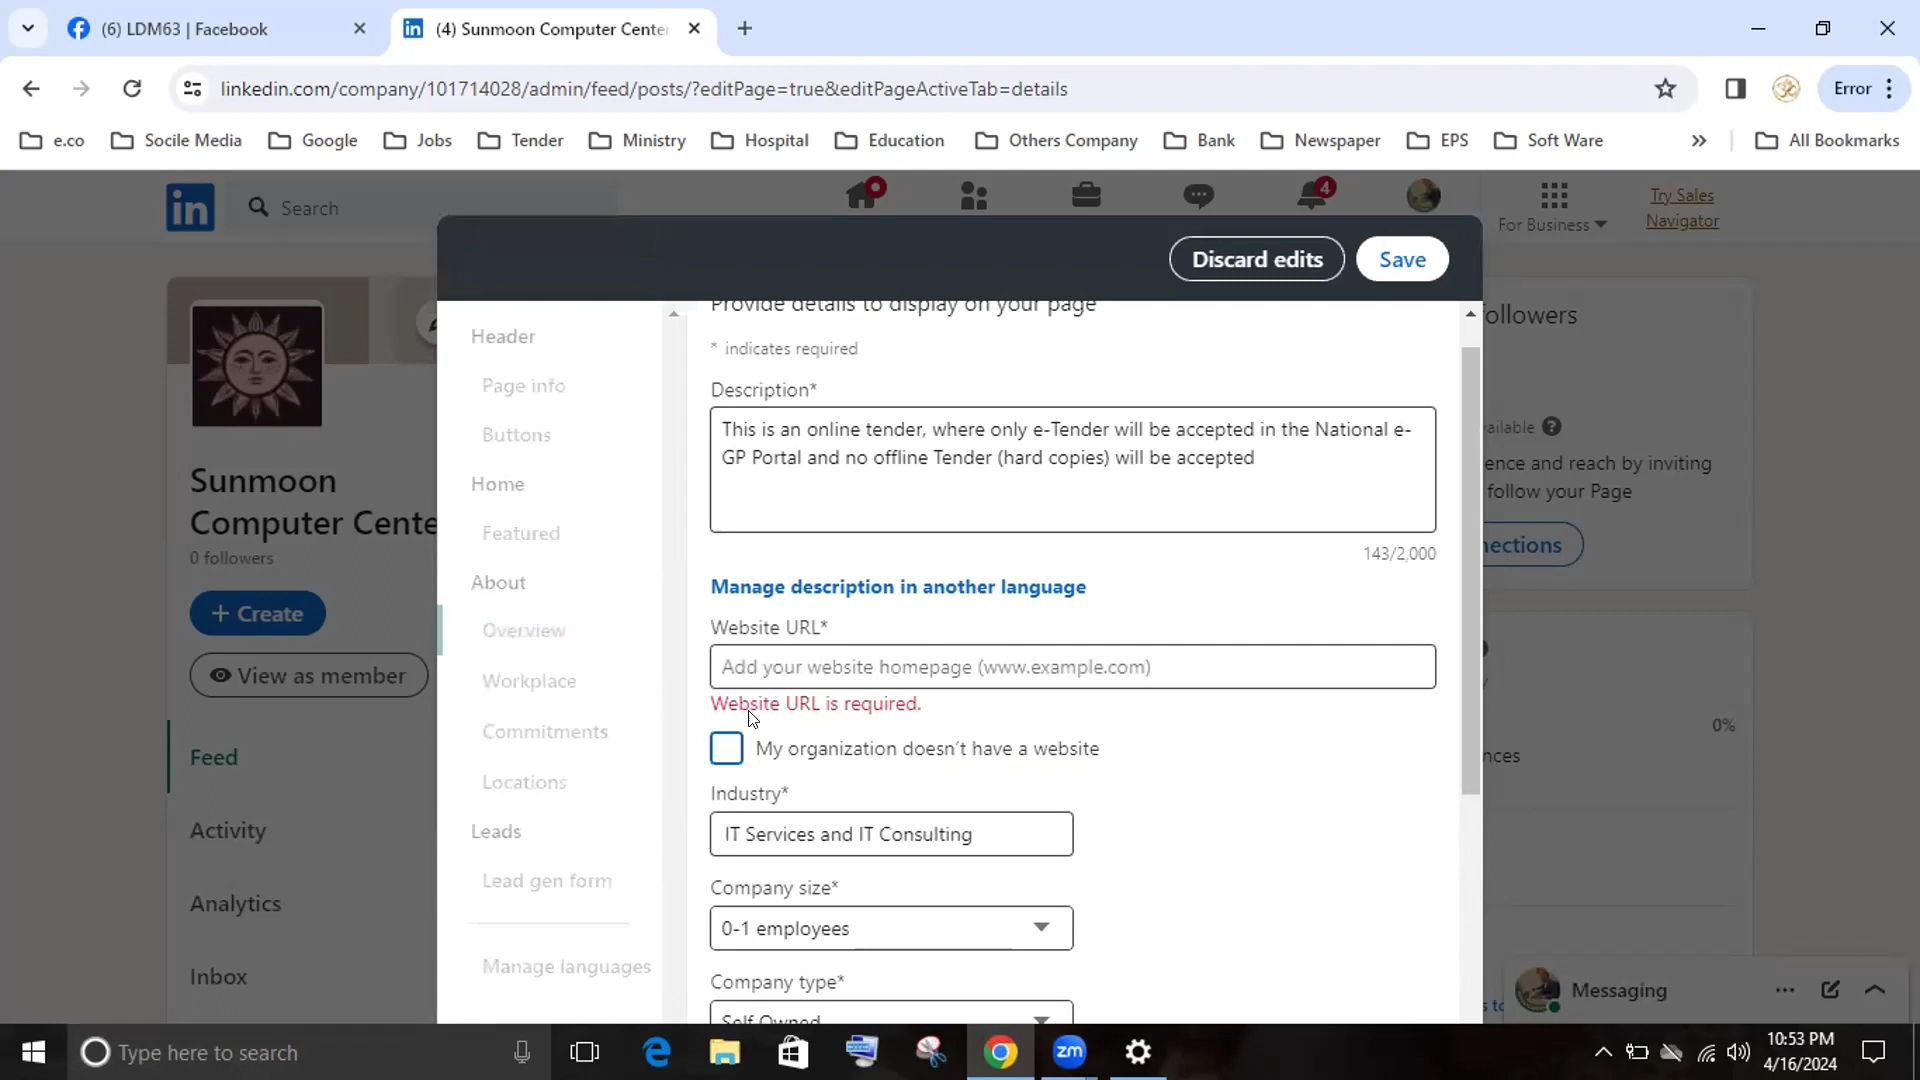 (6) LDM63 | Facebook
(4) Sunmoon Computer Cente
linkedin.com/company/101714028/admin/feed/posts/?editPage=true&editPageActiveTab=details
Error
e.co
Socile Media
Google
Jobs
Tender
Ministry
Hospital
Education
Others Company
Bank
Newspaper
EPS
Soft Ware
»
All Bookmarks
in
Search
4
For Business
Try Sales
Navigator
Discard edits
Save
Provide details to display on your page
* indicates required
Description*
This is an online tender, where only e-Tender will be accepted in the National e-
GP Portal and no offline Tender (hard copies) will be accepted
143/2,000
Manage description in another language
Website URL*
Add your website homepage (www.example.com)
Website URL is required.
My organization doesn't have a website
Industry*
IT Services and IT Consulting
Company size*
0-1 employees
Company type*
Self Owned
Header
Page info
Buttons
Home
Featured
About
Overview
Workplace
Commitments
Locations
Leads
Lead gen form
Manage languages
Sunmoon
Computer Cente
0 followers
+ Create
View as member
Feed
Activity
Analytics
Inbox
ollowers
ailable
ence and reach by inviting
follow your Page
nections
0%
nces
s to
Messaging
Type here to search
zm
10:53 PM
4/16/2024